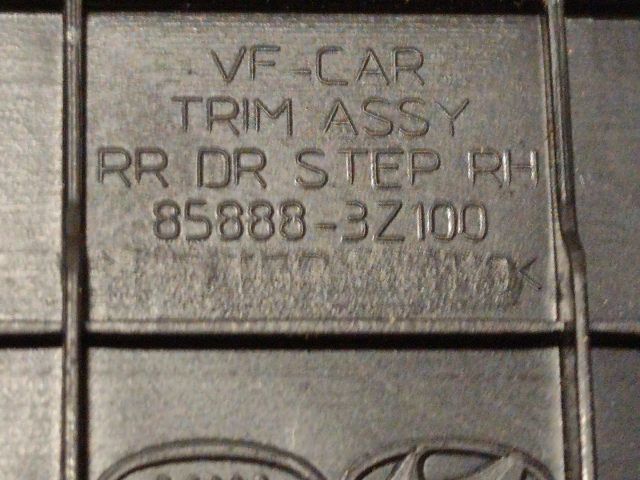 VF-CAR
TRIM ASSY
RR DR STEP RH
85888-3Z100